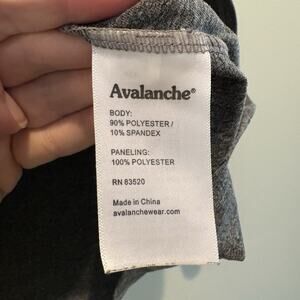 Avalanche®
BODY:
90% POLYESTER /
10% SPANDEX
PANELING:
100% POLYESTER
RN 83520
Made in China
avalanchewear.com